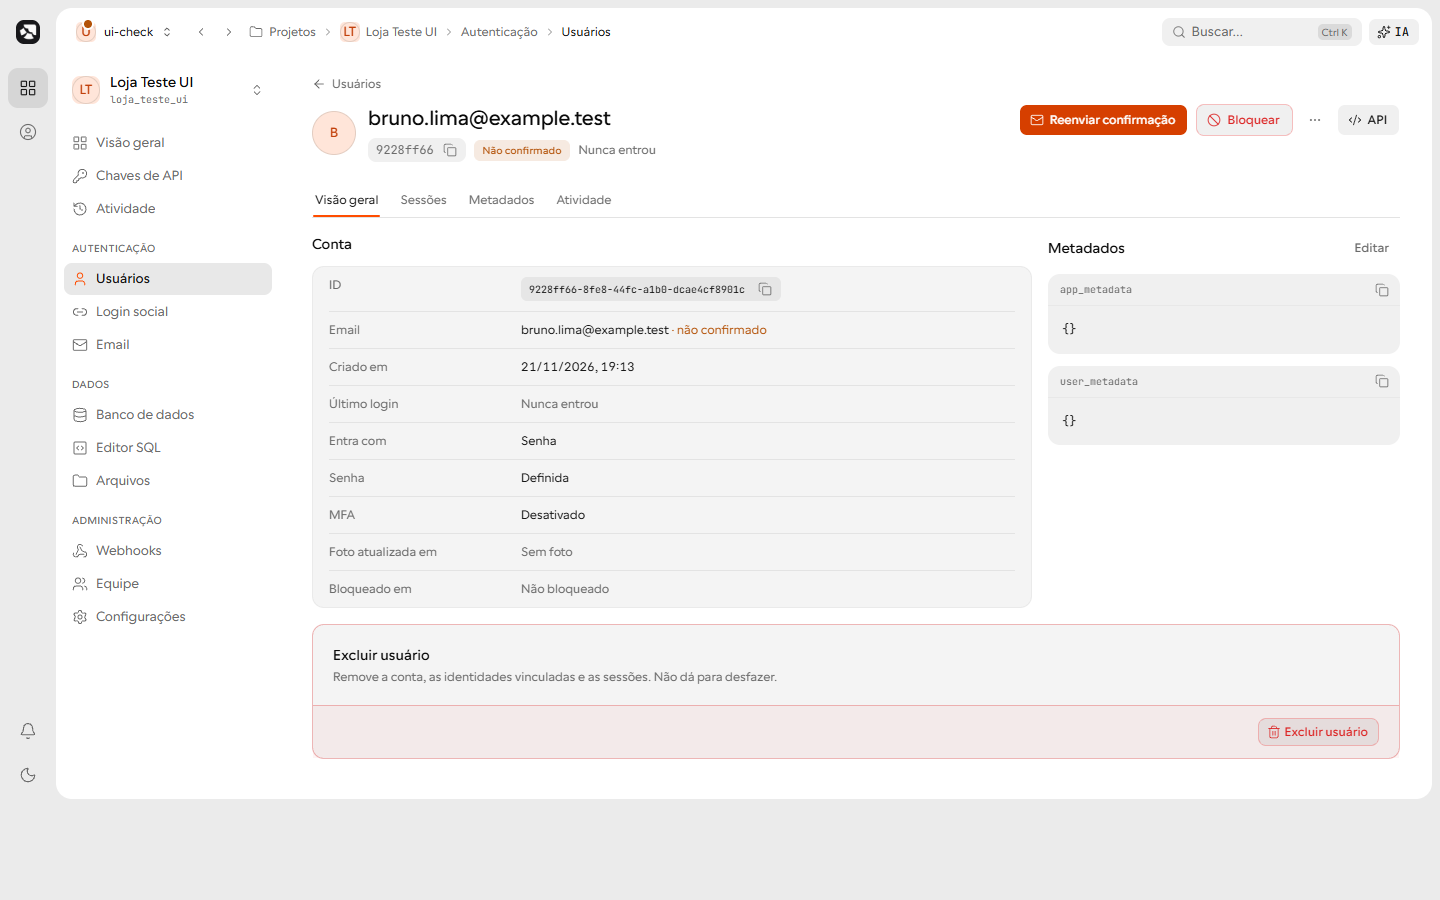 U
ui-check
Projetos
LT
Loja Teste UI
Autenticação
Usuários
Buscar...
Ctrl K
IA
LT
Loja Teste UI
loja_teste_ui
Visão geral
Chaves de API
Atividade
AUTENTICAÇÃO
Usuários
Login social
Email
DADOS
Banco de dados
Editor SQL
Arquivos
ADMINISTRAÇÃO
Webhooks
Equipe
Configurações
Usuários
B
bruno.lima@example.test
9228ff66
Não confirmado
Nunca entrou
Reenviar confirmação
Bloquear
API
Visão geral
Sessões
Metadados
Atividade
Conta
ID
9228ff66-8fe8-44fc-a1b0-dcae4cf8901c
Email
bruno.lima@example.test · não confirmado
Criado em
21/11/2026, 19:13
Último login
Nunca entrou
Entra com
Senha
Senha
Definida
MFA
Desativado
Foto atualizada em
Sem foto
Bloqueado em
Não bloqueado
Metadados
Editar
app_metadata
{}
user_metadata
{}
Excluir usuário
Remove a conta, as identidades vinculadas e as sessões. Não dá para desfazer.
Excluir usuário